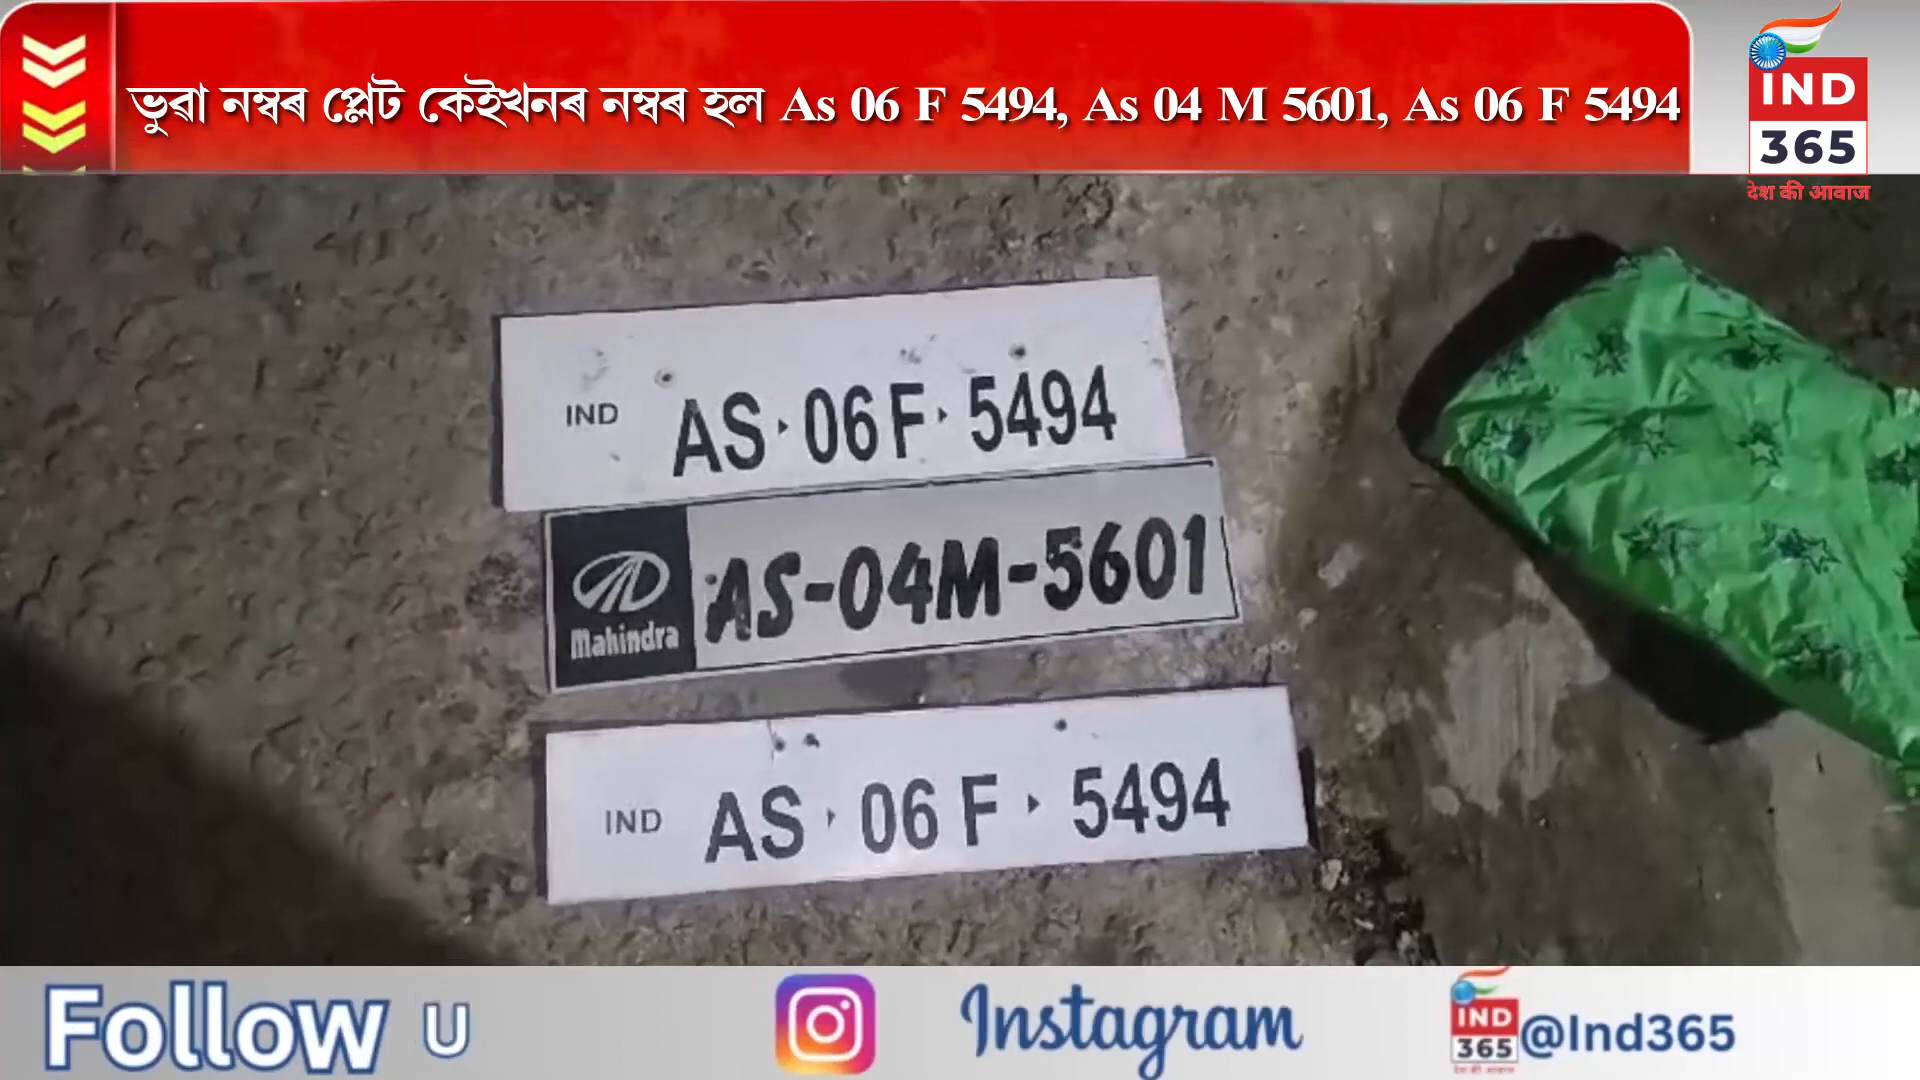 ভুৱা নম্বৰ প্লেট কেইখনৰ নম্বৰ হল As 06 F 5494, As 04 M 5601, As 06 F 5494
IND
365
देश की आवाज
IND AS 06 F 5494
Mahindra AS-04M-5601
IND AS 06 F 5494
Follow U
Instagram
IND
365
देश की आवाज
@Ind365